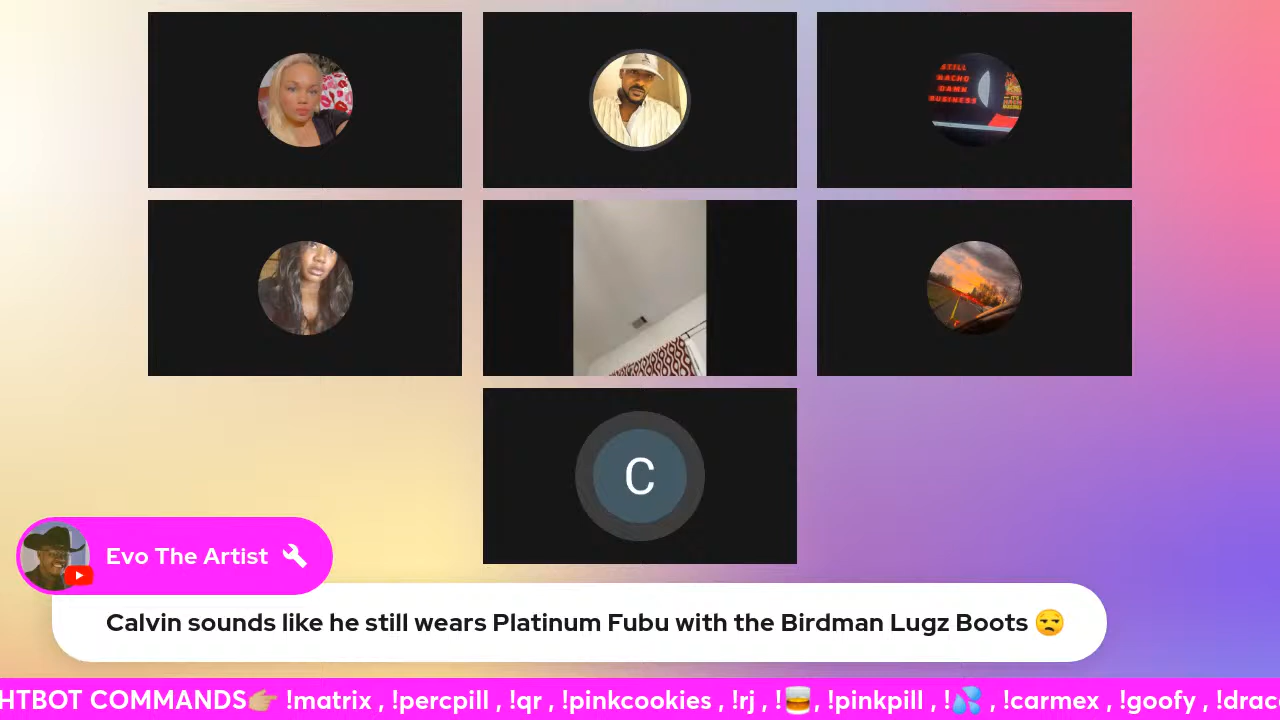 STILL
NACHO
DAMN
BUSINESS
C
Evo The Artist
Calvin sounds like he still wears Platinum Fubu with the Birdman Lugz Boots 😒
HTBOT COMMANDS👉🏼 !matrix , !percpill , !qr , !pinkcookies , !rj , !🥃, !pinkpill , !💦 , !carmex , !goofy , !drac